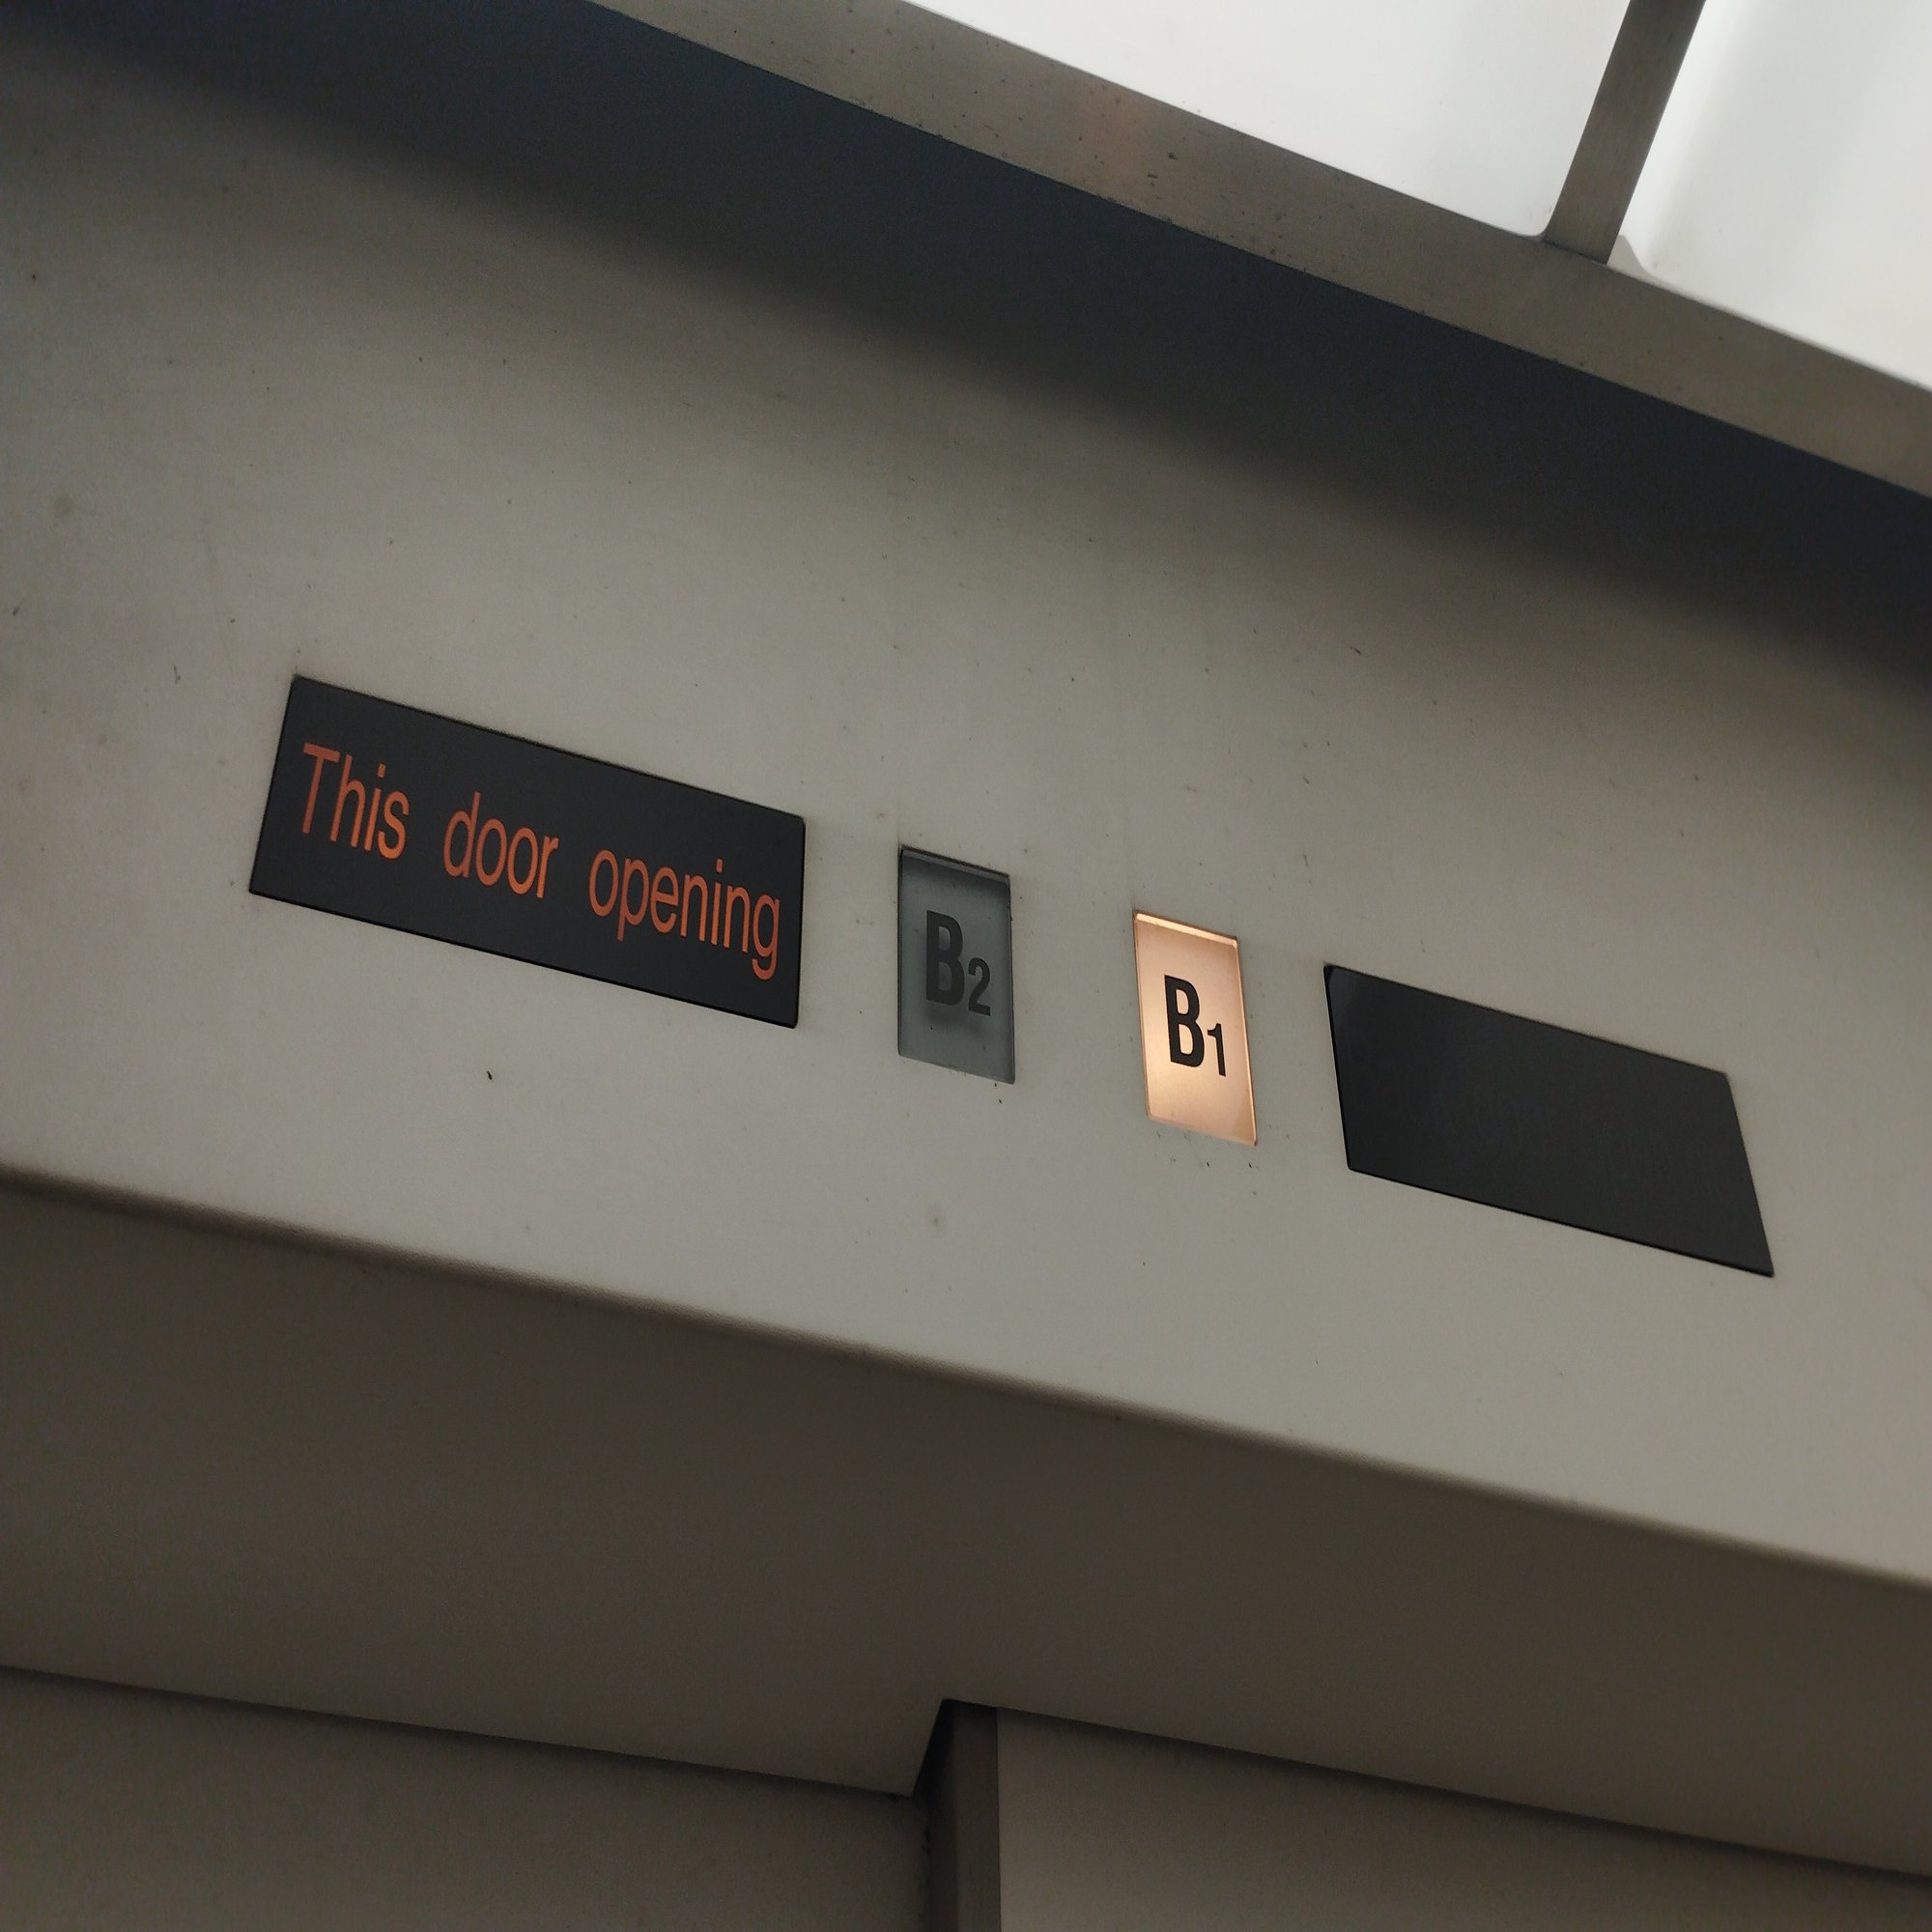 This door opening
B2
B1